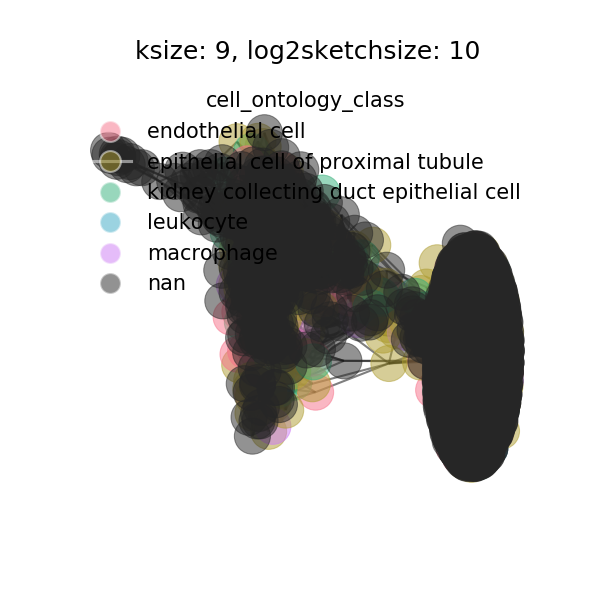 ksize: 9, log2sketchsize: 10
cell_ontology_class
endothelial cell
epithelial cell of proximal tubule
kidney collecting duct epithelial cell
leukocyte
macrophage
nan